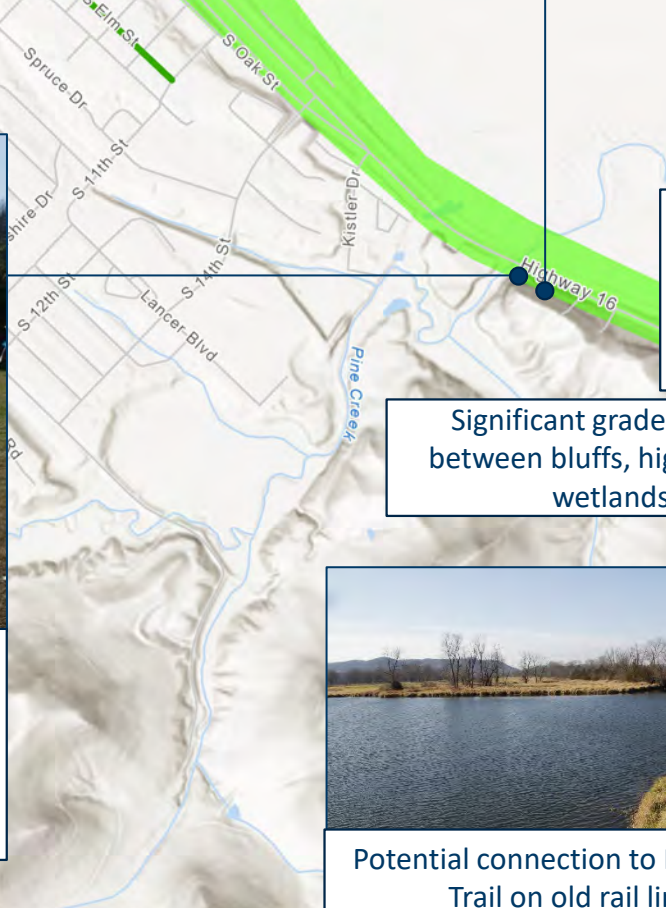 S Elm St
S Oak St
Spruce Dr
S 11th St
shire Dr
Kistler Dr
S 14th St
S 12th St
Highway 16
Lancer Blvd
Pine Creek
Rd
Significant grade
between bluffs, hig
wetlands
Potential connection to
Trail on old rail li